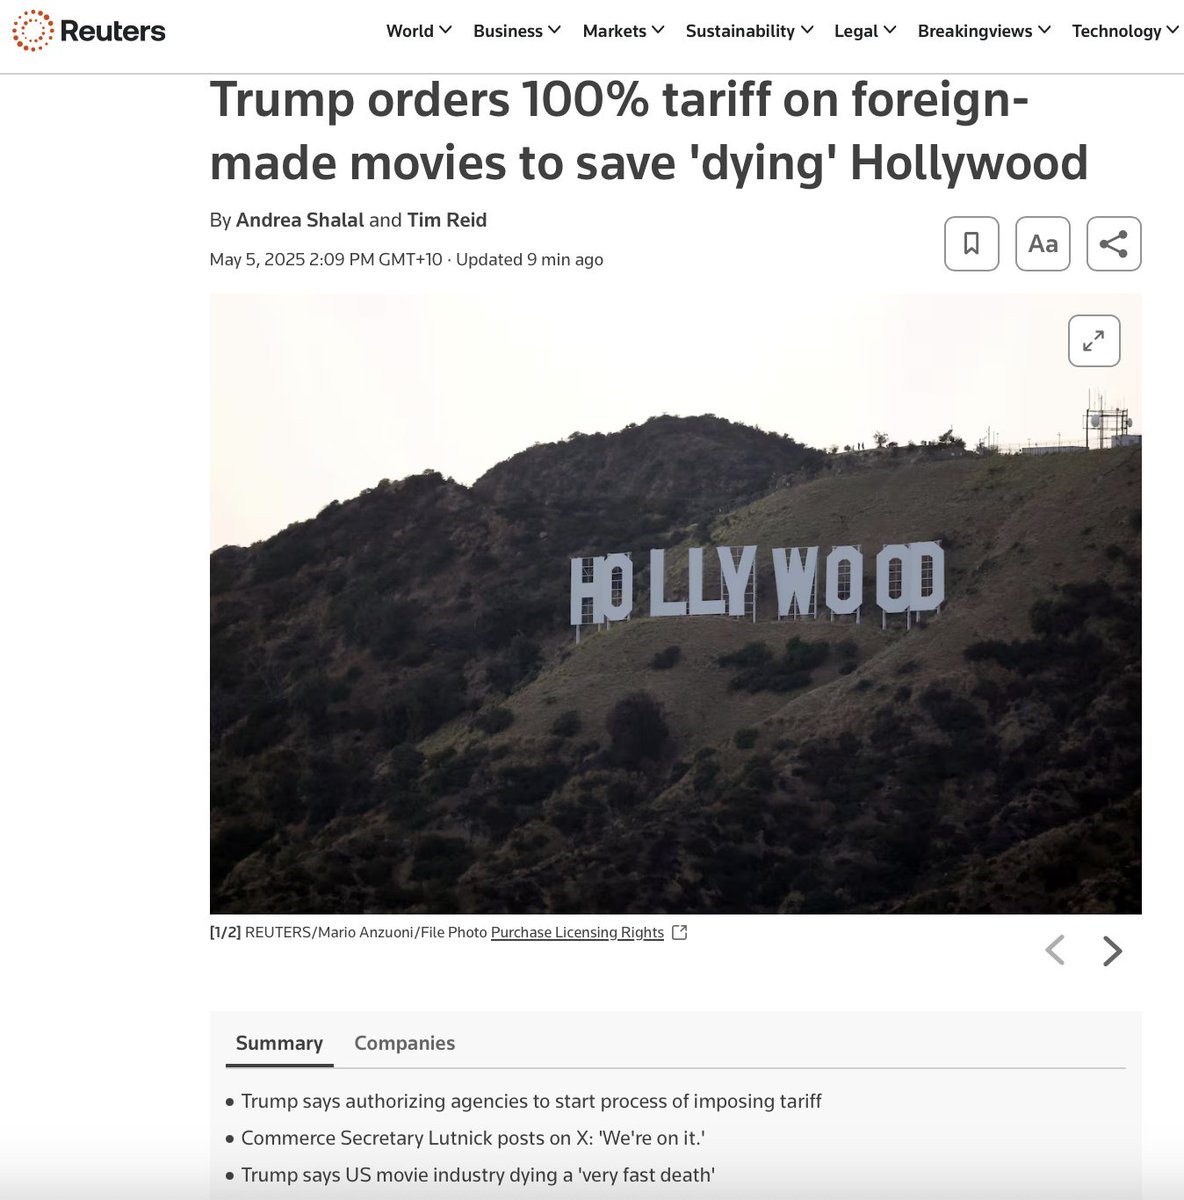 Reuters
World Business Markets Sustainability Legal Breakingviews Technology
Trump orders 100% tariff on foreign-
made movies to save 'dying' Hollywood
By Andrea Shalal and Tim Reid
May 5, 2025 2:09 PM GMT+10 · Updated 9 min ago
Aa
HOLLYWOOD
[1/2] REUTERS/Mario Anzuoni/File Photo Purchase Licensing Rights
Summary Companies
• Trump says authorizing agencies to start process of imposing tariff
• Commerce Secretary Lutnick posts on X: 'We're on it.'
• Trump says US movie industry dying a 'very fast death'